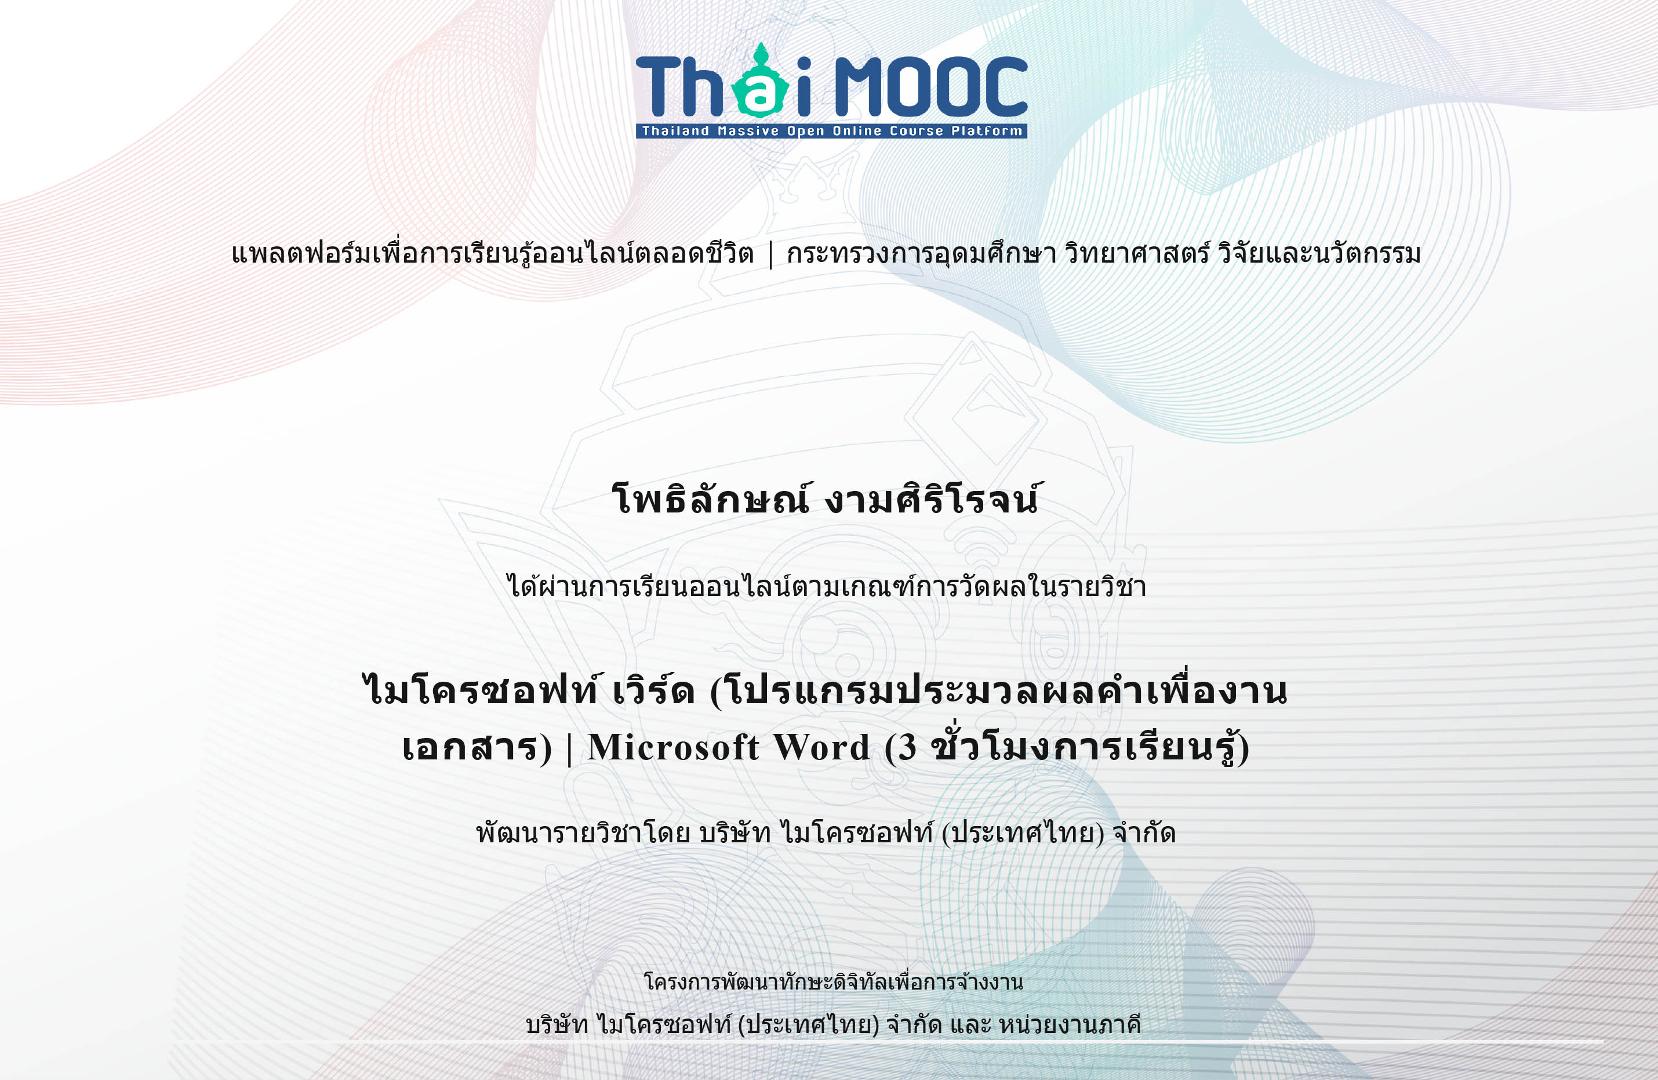 Thai MOOC
Thailand Massive Open Online Course Platform
แพลตฟอร์มเพื่อการเรียนรู้ออนไลน์ตลอดชีวิต | กระทรวงการอุดมศึกษา วิทยาศาสตร์ วิจัยและนวัตกรรม
โพธิลักษณ์ งามศิริโรจน์
ได้ผ่านการเรียนออนไลน์ตามเกณฑ์การวัดผลในรายวิชา
ไมโครซอฟท์ เวิร์ด (โปรแกรมประมวลผลคำเพื่องาน
เอกสาร) | Microsoft Word (3 ชั่วโมงการเรียนรู้)
พัฒนารายวิชาโดย บริษัท ไมโครซอฟท์ (ประเทศไทย) จำกัด
โครงการพัฒนาทักษะดิจิทัลเพื่อการจ้างงาน
บริษัท ไมโครซอฟท์ (ประเทศไทย) จำกัด และ หน่วยงานภาคี